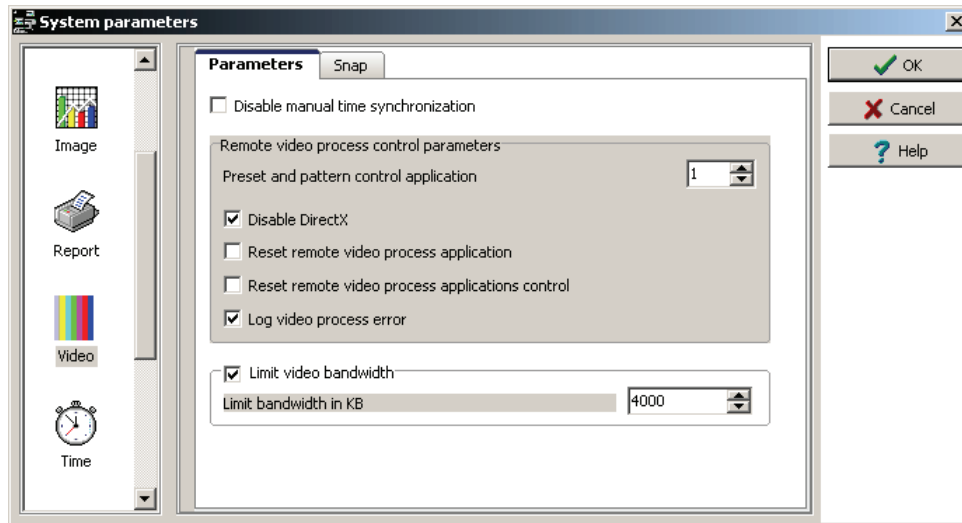 System parameters
Image
Report
Video
Time
Parameters
Snap
Disable manual time synchronization
Remote video process control parameters
Preset and pattern control application
1
Disable DirectX
Reset remote video process application
Reset remote video process applications control
Log video process error
Limit video bandwidth
Limit bandwidth in KB
4000
OK
Cancel
Help